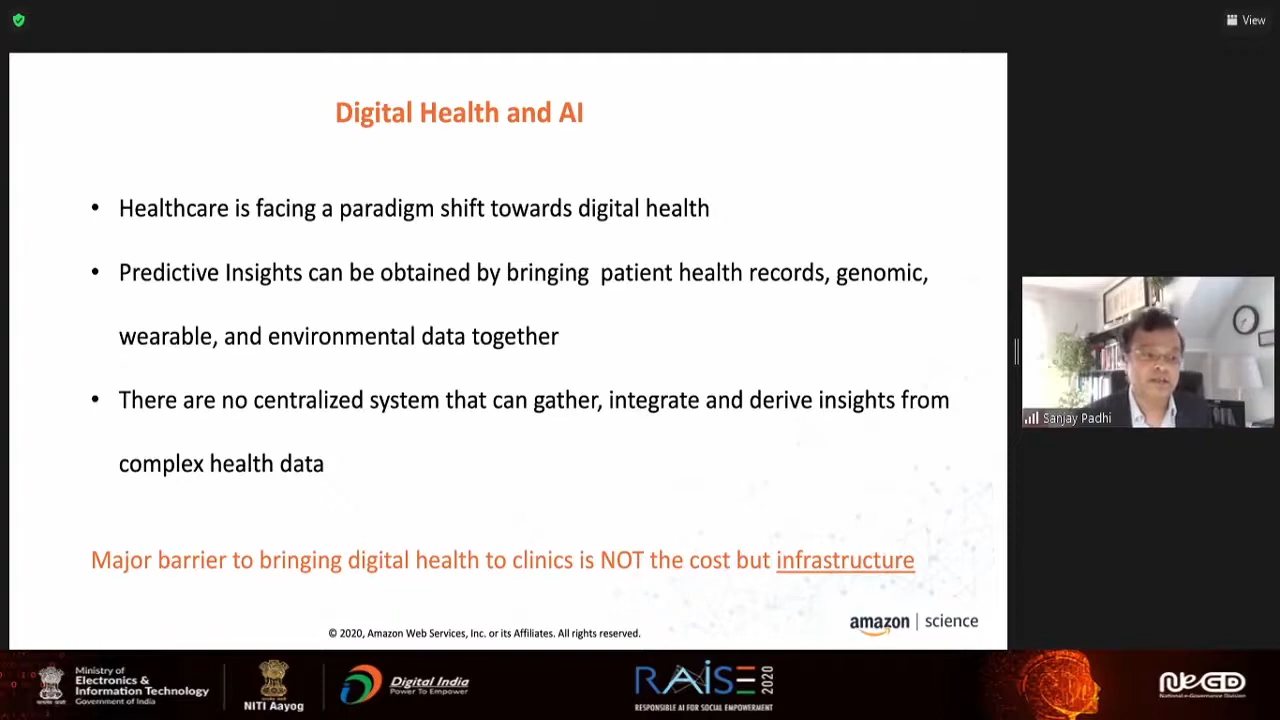 View
Digital Health and AI
• Healthcare is facing a paradigm shift towards digital health
• Predictive Insights can be obtained by bringing patient health records, genomic,
wearable, and environmental data together
• There are no centralized system that can gather, integrate and derive insights from
complex health data
Major barrier to bringing digital health to clinics is NOT the cost but infrastructure
© 2020, Amazon Web Services, Inc. or its Affiliates. All rights reserved.
amazon | science
Sanjay Padhi
Ministry of
Electronics &
Information Technology
Government of India
NITI Aayog
Digital India
Power To Empower
RAISE 2020
RESPONSIBLE AI FOR SOCIAL EMPOWERMENT
NeGD
National e-Governance Division